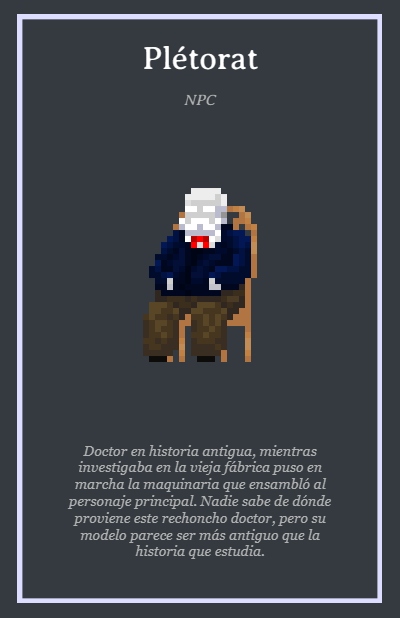 Plétorat
NPC
Doctor en historia antigua, mientras
investigaba en la vieja fábrica puso en
marcha la maquinaria que ensambló al
personaje principal. Nadie sabe de dónde
proviene este rechoncho doctor, pero su
modelo parece ser más antiguo que la
historia que estudia.